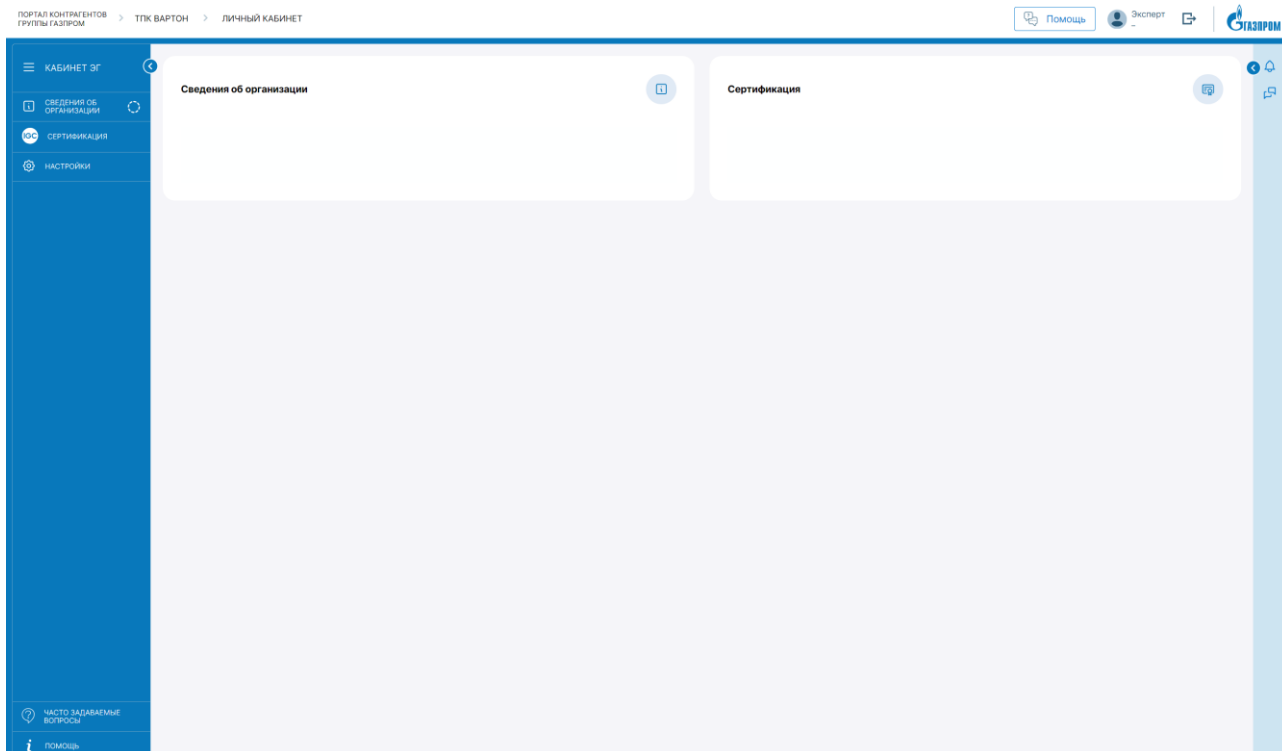 ПОРТАЛ КОНТРАГЕНТОВ
ГРУППЫ ГАЗПРОМ
ТПК ВАРТОН
ЛИЧНЫЙ КАБИНЕТ
Помощь
Эксперт
–
ГАЗПРОМ
КАБИНЕТ ЭГ
СВЕДЕНИЯ ОБ
ОРГАНИЗАЦИИ
IGC СЕРТИФИКАЦИЯ
НАСТРОЙКИ
Сведения об организации
Сертификация
ЧАСТО ЗАДАВАЕМЫЕ
ВОПРОСЫ
ПОМОЩЬ